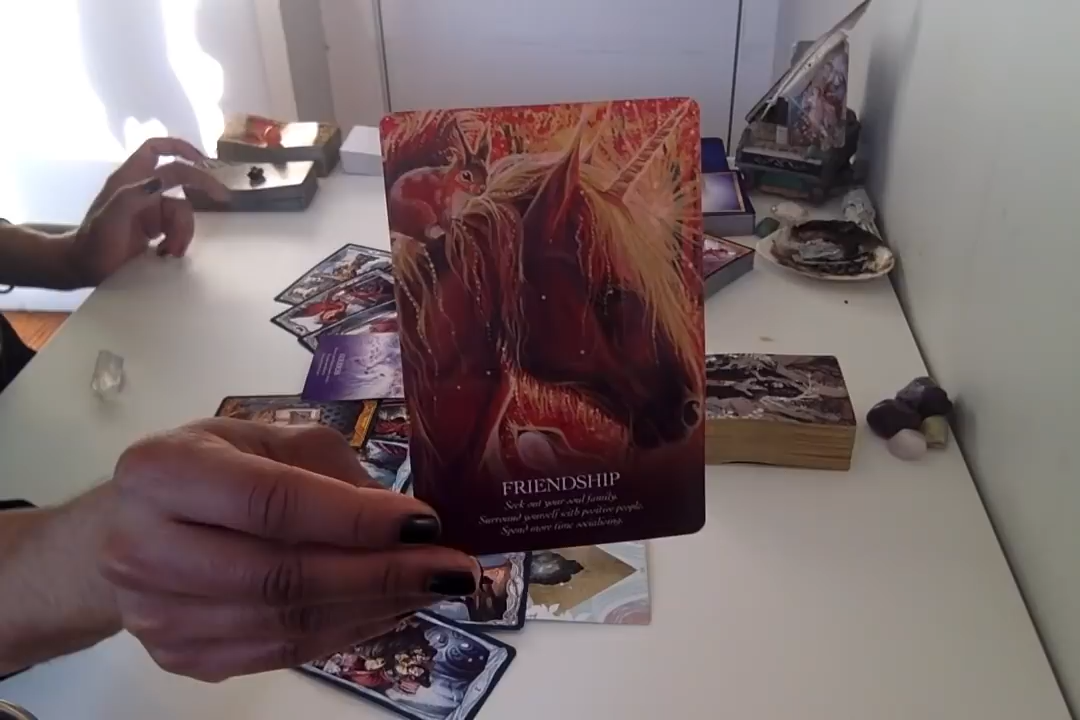 FRIENDSHIP
Seek out your soul family.
Surround yourself with positive people.
Spend more time socialising.